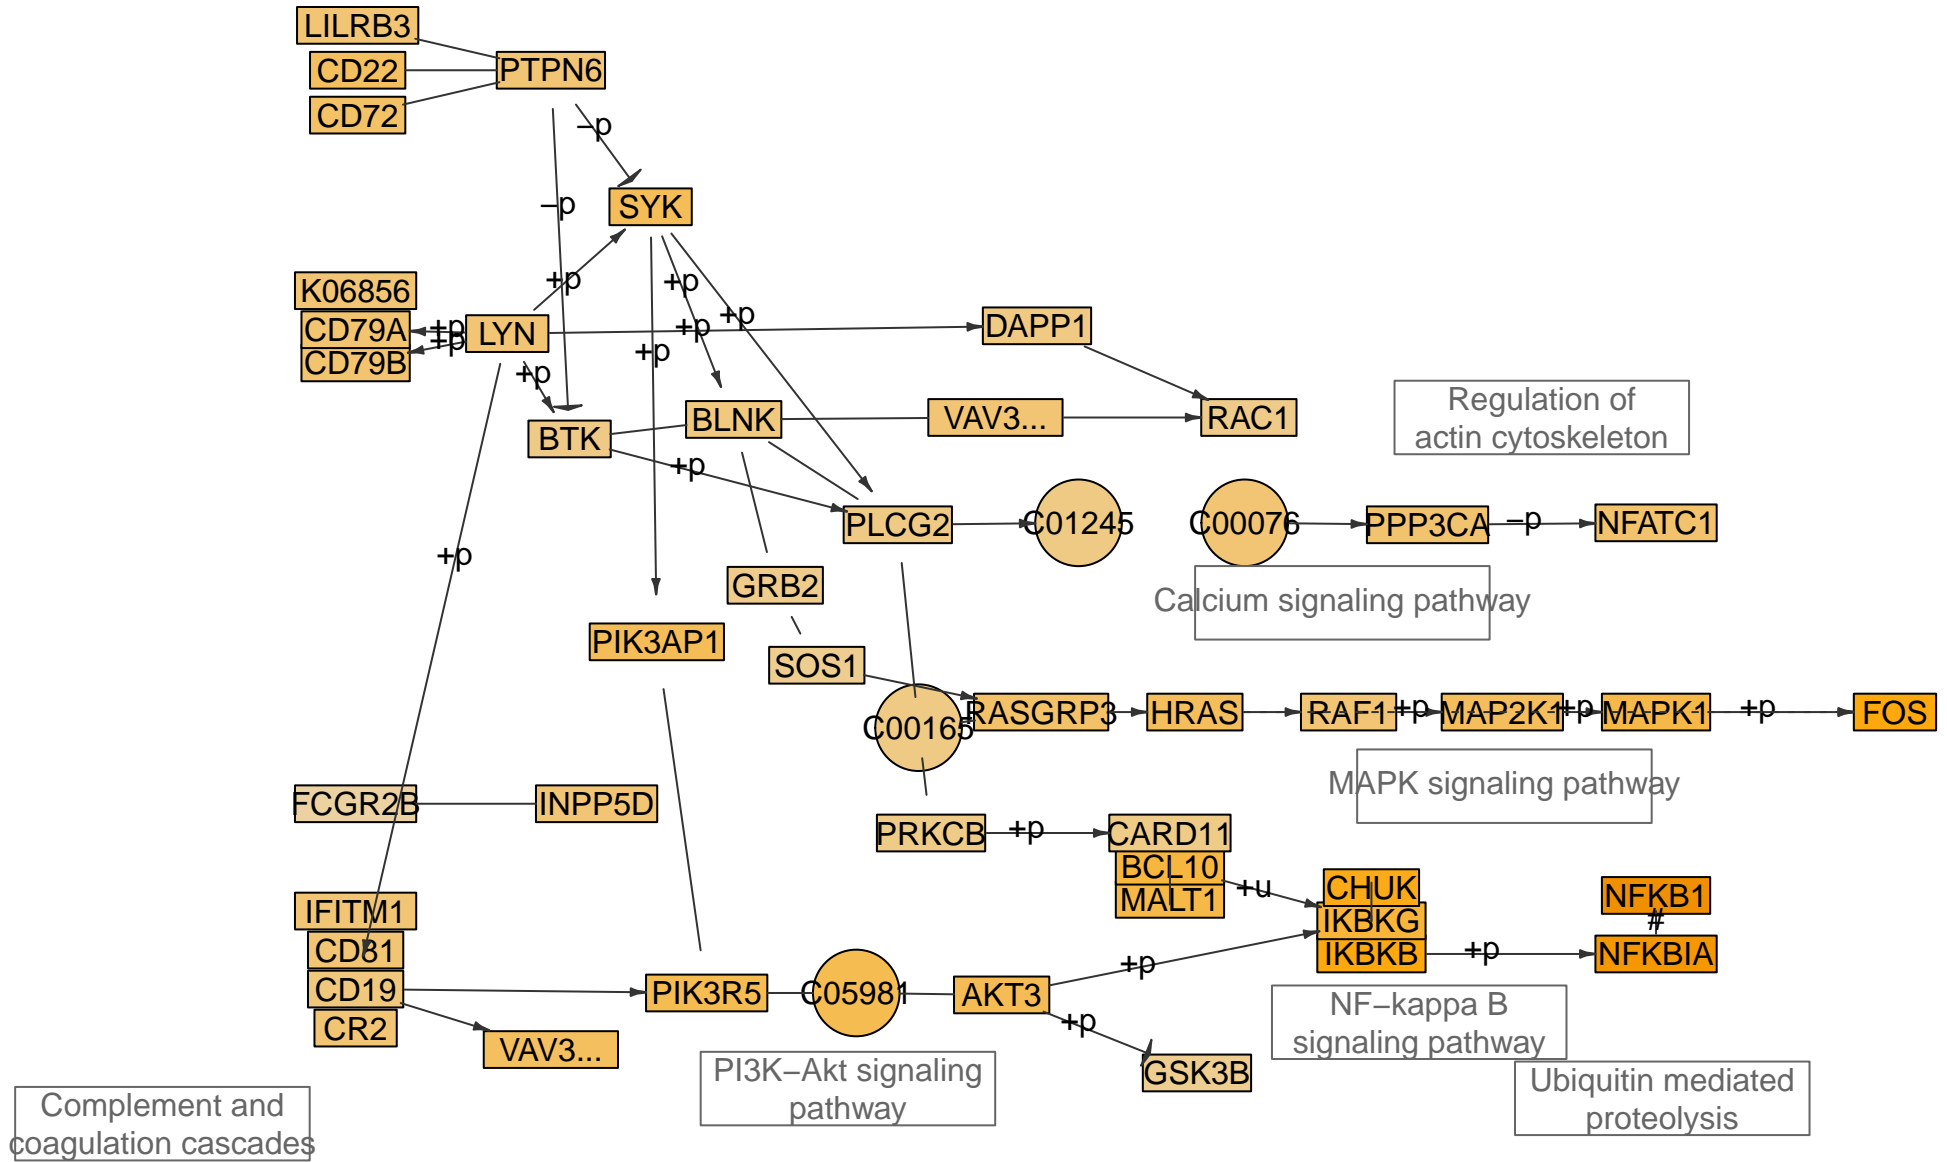 LILRB3
CD22
PTPN6
CD72
–p
SYK
–p
+p
+p
K06856
CD79A
+p
LYN
+p
+p
DAPP1
CD79B
+p
+p
+p
Regulation of
actin cytoskeleton
BLNK
VAV3...
RAC1
BTK
+p
PLCG2
C01245
C00076
PPP3CA
–p
NFATC1
+p
GRB2
Calcium signaling pathway
PIK3AP1
SOS1
C00165
RASGRP3
HRAS
RAF1
+p
MAP2K1
+p
MAPK1
+p
FOS
MAPK signaling pathway
FCGR2B
INPP5D
PRKCB
+p
CARD11
BCL10
MALT1
+u
CHUK
IKBKG
IKBKB
NFKB1
#
NFKBIA
+p
IFITM1
CD81
CD19
CR2
PIK3R5
C05981
AKT3
+p
+p
VAV3...
GSK3B
NF–kappa B
signaling pathway
PI3K–Akt signaling
pathway
Ubiquitin mediated
proteolysis
Complement and
coagulation cascades